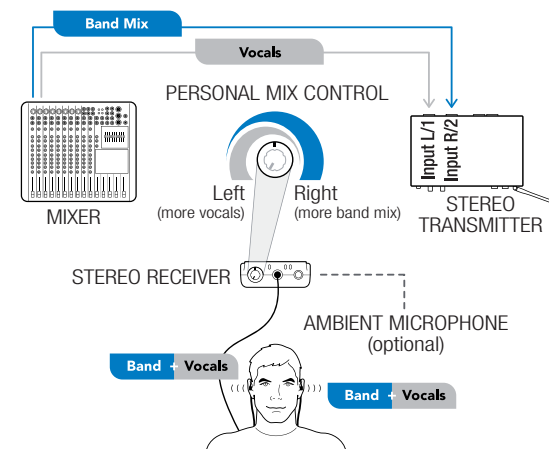 Band Mix
Vocals
PERSONAL MIX CONTROL
Input L/1
Input R/2
Left
(more vocals)
Right
(more band mix)
MIXER
STEREO
TRANSMITTER
STEREO RECEIVER
AMBIENT MICROPHONE
(optional)
Band + Vocals
Band + Vocals